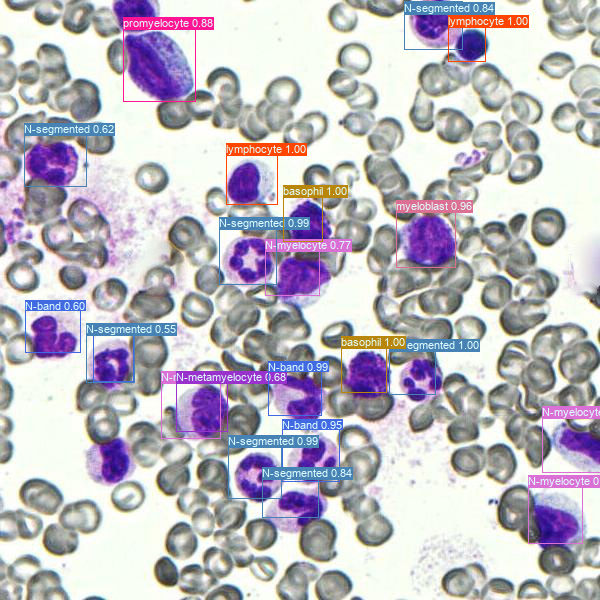 N-segmented 0.84
lymphocyte 1.00
promyelocyte 0.88
N-segmented 0.62
lymphocyte 1.00
basophil 1.00
myeloblast 0.96
N-segmented 0.99
N-myelocyte 0.77
N-band 0.60
N-segmented 0.55
basophil 1.00
egmented 1.00
N-band 0.99
N-metamyelocyte 0.68
N-myelocyte
N-band 0.95
N-segmented 0.99
N-segmented 0.84
N-myelocyte 0